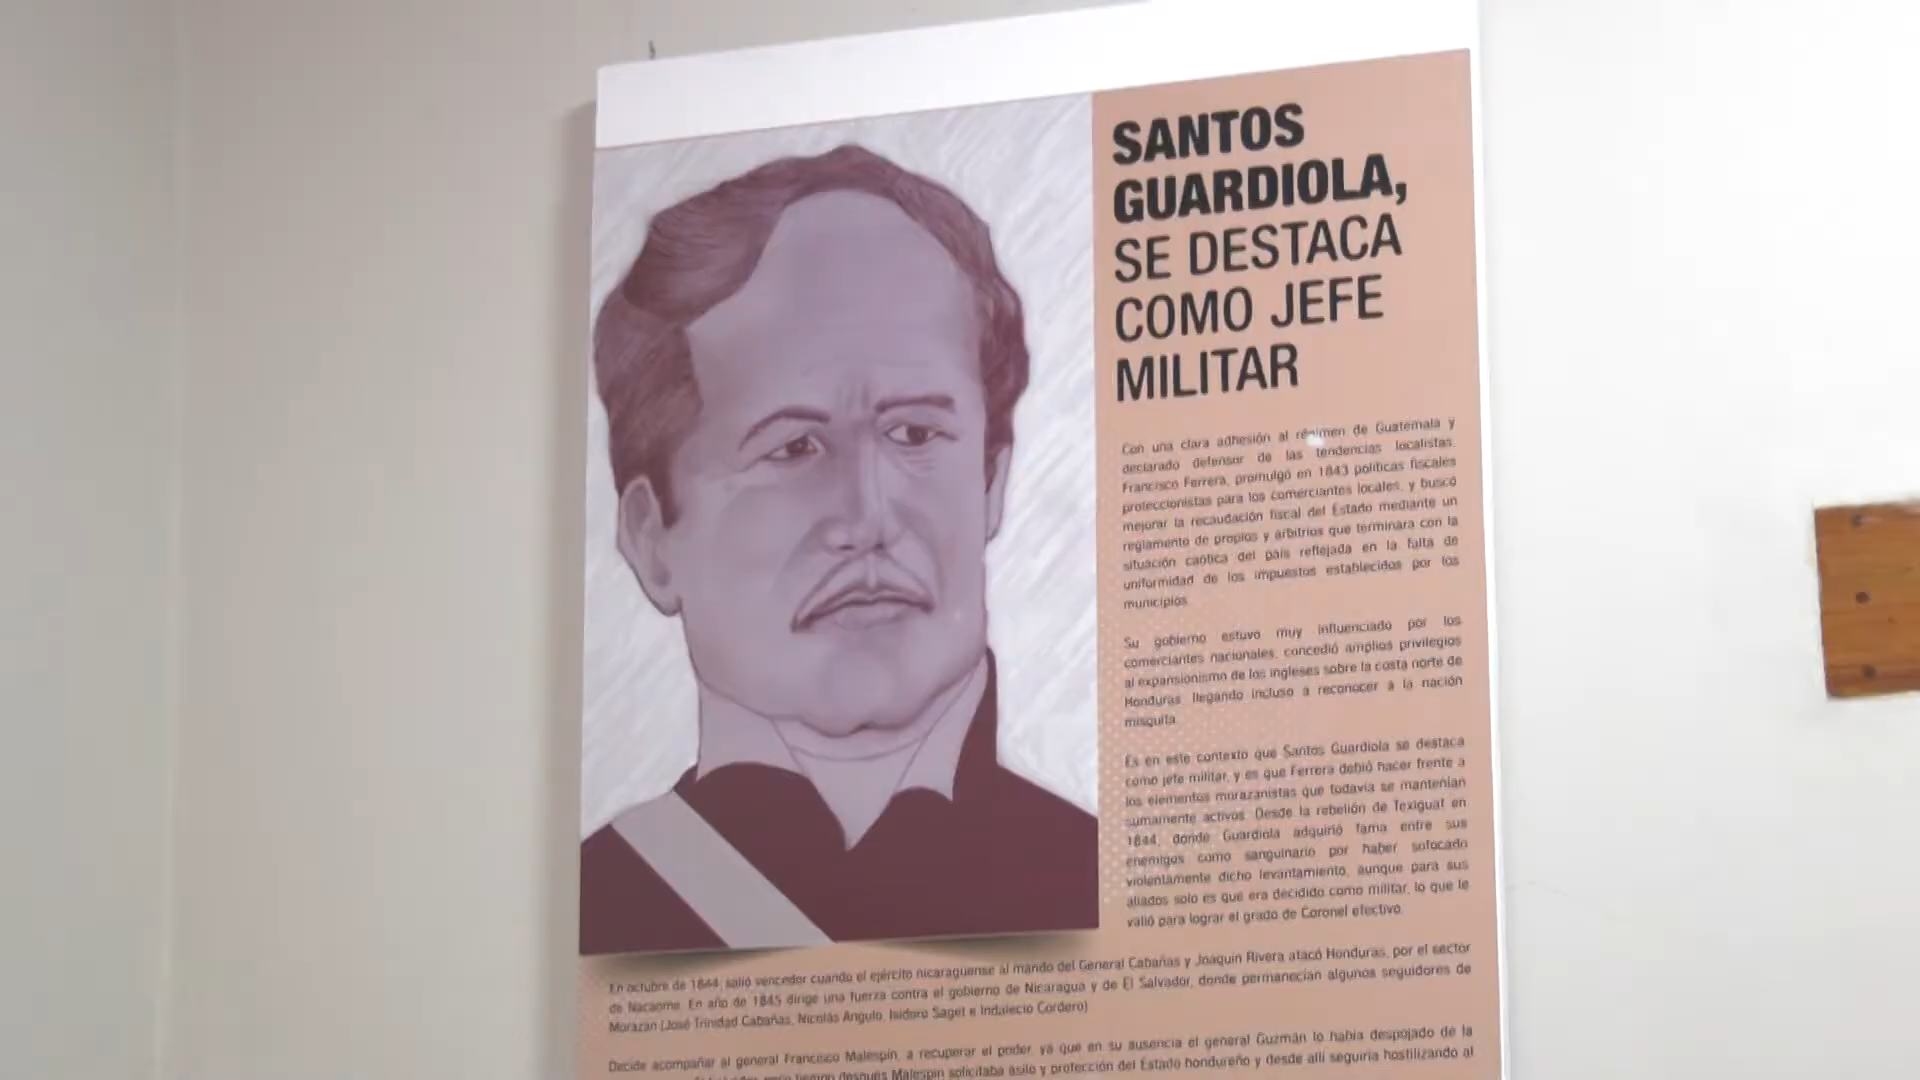 SANTOS
GUARDIOLA,
SE DESTACA
COMO JEFE
MILITAR
Con una clara adhesión al régimen de Guatemala y
declarado defensor de las tendencias localistas,
Francisco Ferrera, promulgó en 1843 políticas fiscales
proteccionistas para los comerciantes locales, y buscó
mejorar la recaudación fiscal del Estado mediante un
reglamento de propios y arbitrios que terminara con la
situación caótica del país reflejada en la falta de
uniformidad de los impuestos establecidos por los
municipios.
Su gobierno estuvo muy influenciado por los
comerciantes nacionales, concedió amplios privilegios
al expansionismo de los ingleses sobre la costa norte de
Honduras, llegando incluso a reconocer a la nación
misquita.
Es en este contexto que Santos Guardiola se destaca
como jefe militar, y es que Ferrera debió hacer frente a
los elementos morazanistas que todavía se mantenían
sumamente activos. Desde la rebelión de Texiguat en
1844, donde Guardiola adquirió fama entre sus
enemigos como sanguinario por haber sofocado
violentamente dicho levantamiento, aunque para sus
aliados solo es que era decidido como militar, lo que le
valió para lograr el grado de Coronel efectivo.
En octubre de 1844, salió vencedor cuando el ejército nicaragüense al mando del General Cabañas y Joaquín Rivera atacó Honduras, por el sector
de Nacaome. En año de 1845 dirige una fuerza contra el gobierno de Nicaragua y de El Salvador, donde permanecían algunos seguidores de
Morazán (José Trinidad Cabañas, Nicolás Angulo, Isidoro Saget e Indalecio Cordero)
Decide acompañar al general Francisco Malespín, a recuperar el poder, ya que en su ausencia el general Guzmán lo había despojado de la
tiempo después Malespín solicitaba asilo y protección del Estado hondureño y desde allí seguiría hostilizando al